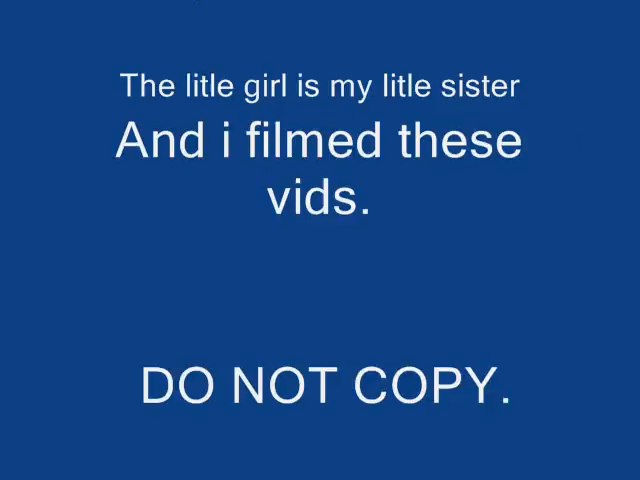 The litle girl is my litle sister
And i filmed these
vids.
DO NOT COPY.